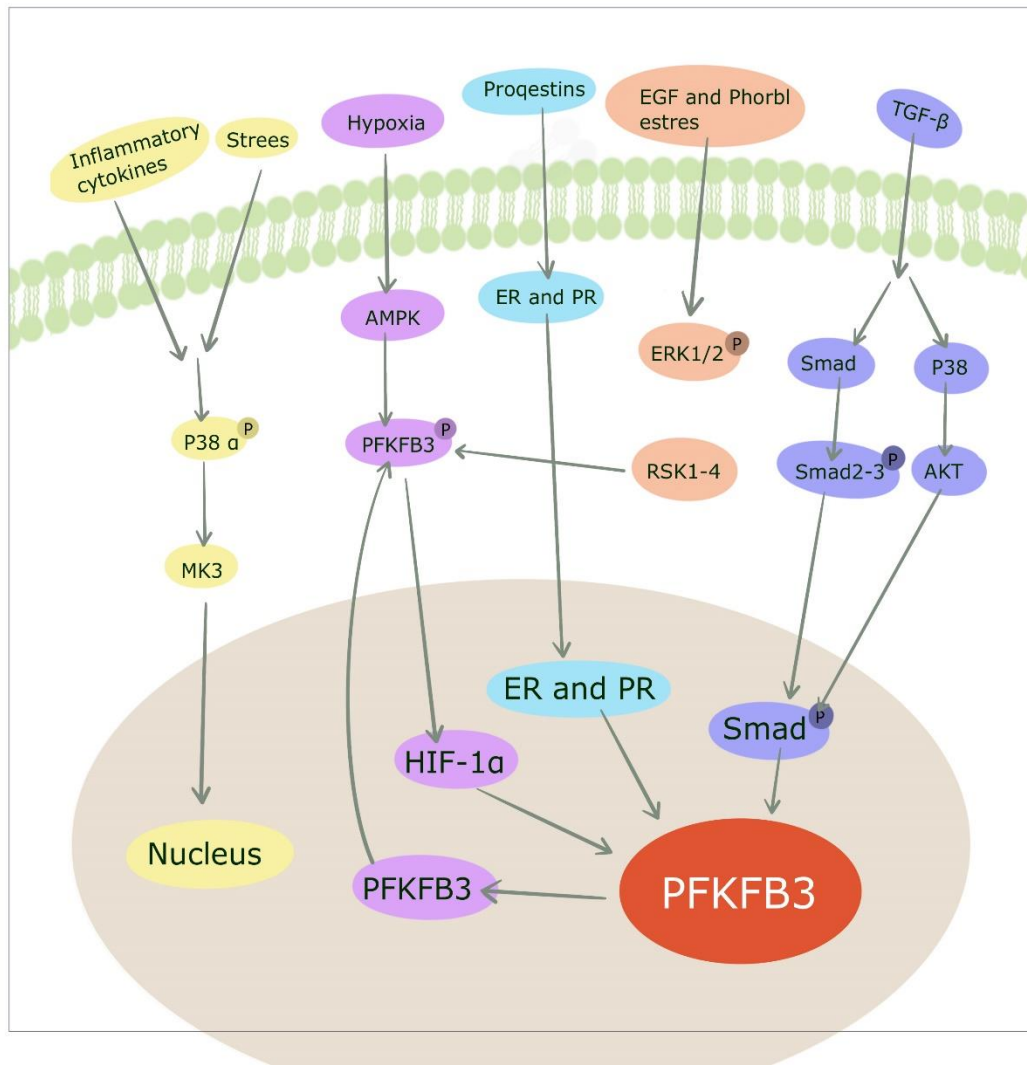 Inflammatory
cytokines
Strees
Hypoxia
Proqestins
EGF and Phorbl
estres
TGF-β
AMPK
ER and PR
ERK1/2
P
Smad
P38
P38 α
P
PFKFB3
P
RSK1-4
Smad2-3
P
AKT
MK3
ER and PR
Smad
P
HIF-1α
Nucleus
PFKFB3
PFKFB3